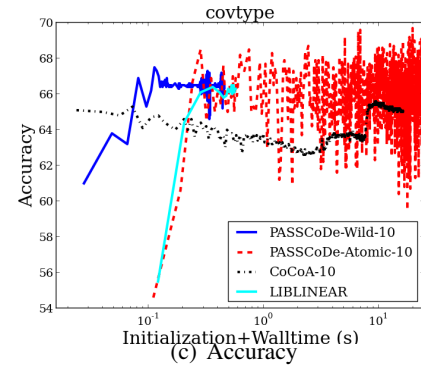 covtype
70
68
66
64
62
60
58
56
54
Accuracy
PASSCoDe-Wild-10
PASSCoDe-Atomic-10
CoCoA-10
LIBLINEAR
10^-1 10^0 10^1
Initialization+Walltime (s)
(c) Accuracy